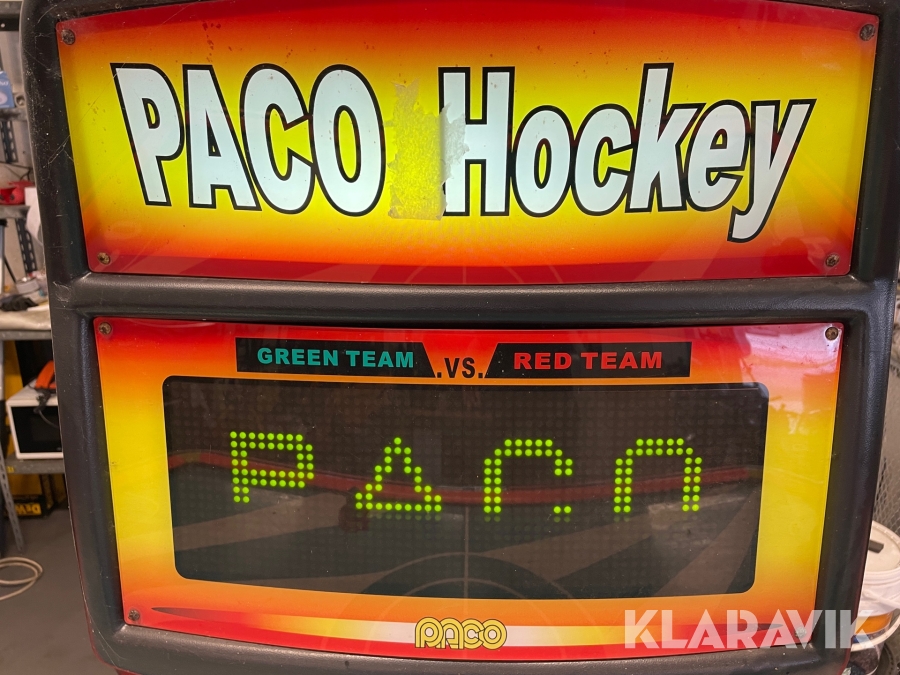 PACO Hockey
GREEN TEAM .VS. RED TEAM
PACO
PACO
KLARAVIK